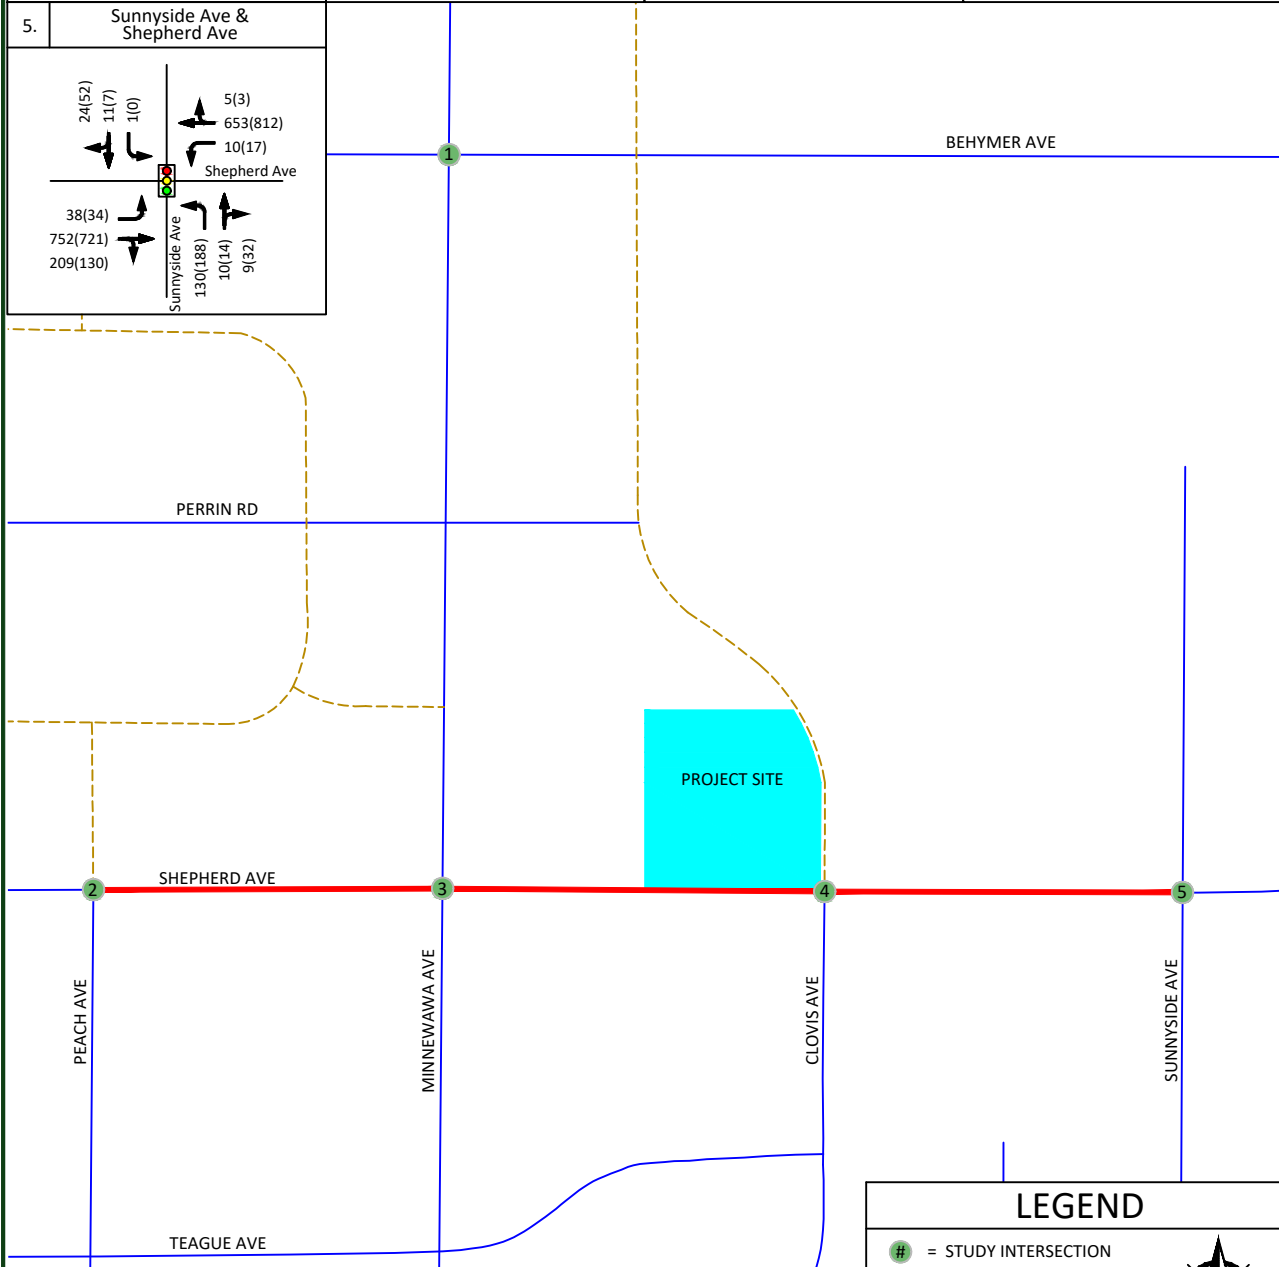 5.
Sunnyside Ave &
Shepherd Ave
24(52)
11(7)
1(0)
5(3)
653(812)
10(17)
Shepherd Ave
38(34)
752(721)
209(130)
Sunnyside Ave
130(188)
10(14)
9(32)
1
BEHYMER AVE
PERRIN RD
PROJECT SITE
SHEPHERD AVE
2
3
4
5
PEACH AVE
MINNEWAWA AVE
CLOVIS AVE
SUNNYSIDE AVE
TEAGUE AVE
LEGEND
# = STUDY INTERSECTION